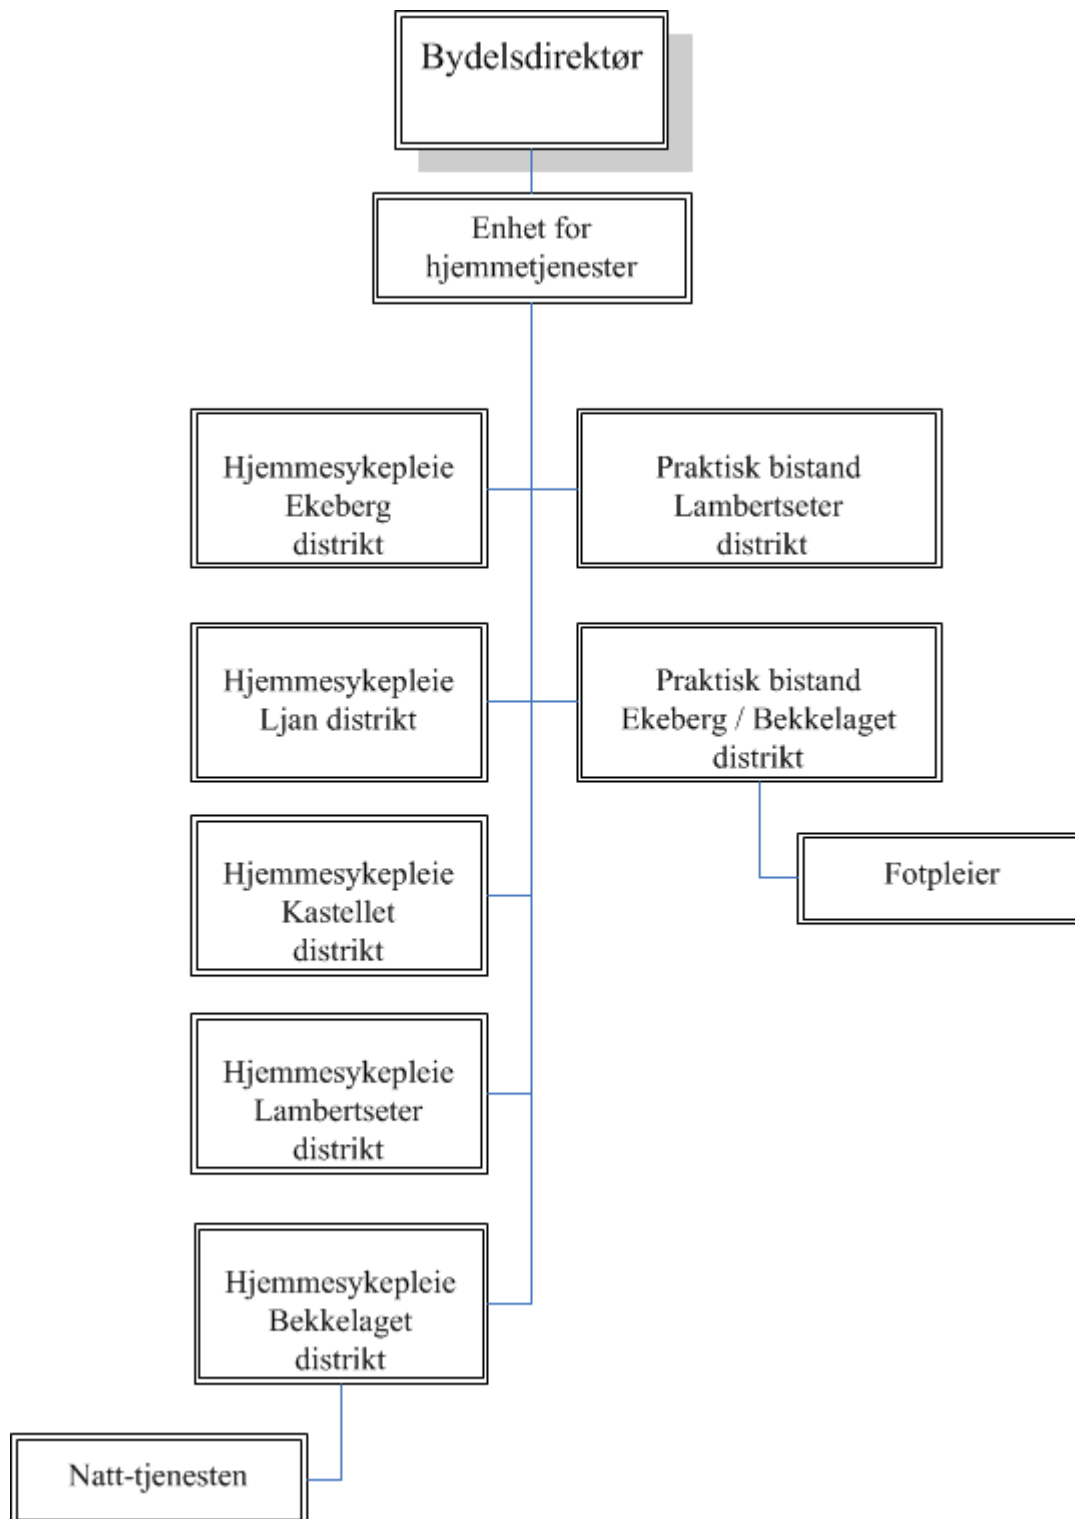 Bydelsdirektør
Enhet for
hjemmetjenester
Hjemmesykepleie
Ekeberg
distrikt
Praktisk bistand
Lambertseter
distrikt
Hjemmesykepleie
Ljan distrikt
Praktisk bistand
Ekeberg / Bekkelaget
distrikt
Hjemmesykepleie
Kastellet
distrikt
Fotpleier
Hjemmesykepleie
Lambertseter
distrikt
Hjemmesykepleie
Bekkelaget
distrikt
Natt-tjenesten